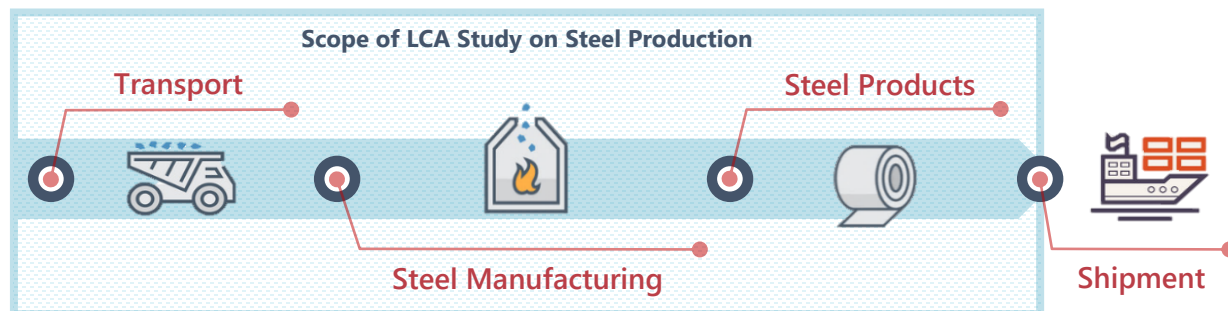 Scope of LCA Study on Steel Production
Transport
Steel Products
Steel Manufacturing
Shipment